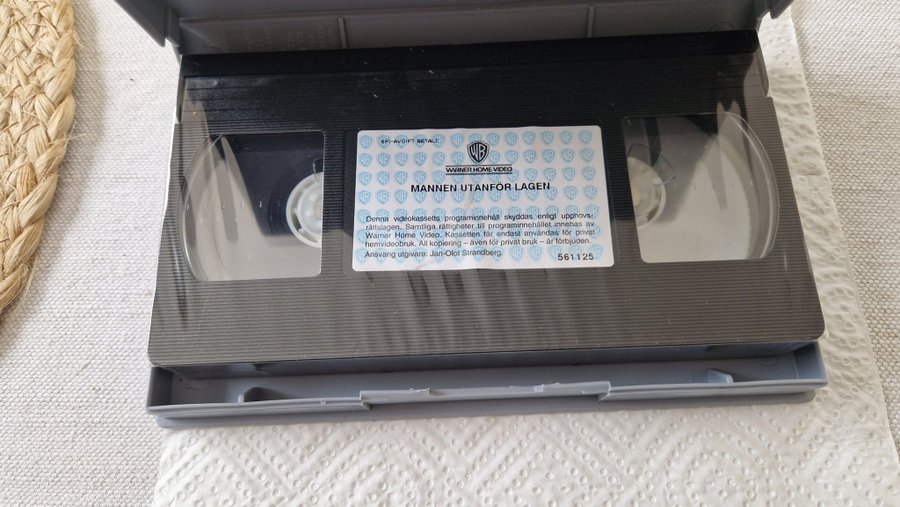 SFI-AVGIFT BETALD
WB
WARNER HOME VIDEO
MANNEN UTANFÖR LAGEN
Denna videokassetts programinnehåll skyddas enligt upphovs-
rättslagen. Samtliga rättigheter till programinnehållet innehas av
Warner Home Video. Kassetten får endast användas för privat
hemvideobruk. All kopiering – även för privat bruk – är förbjuden.
Ansvarig utgivare: Jan-Olof Strandberg.
561125